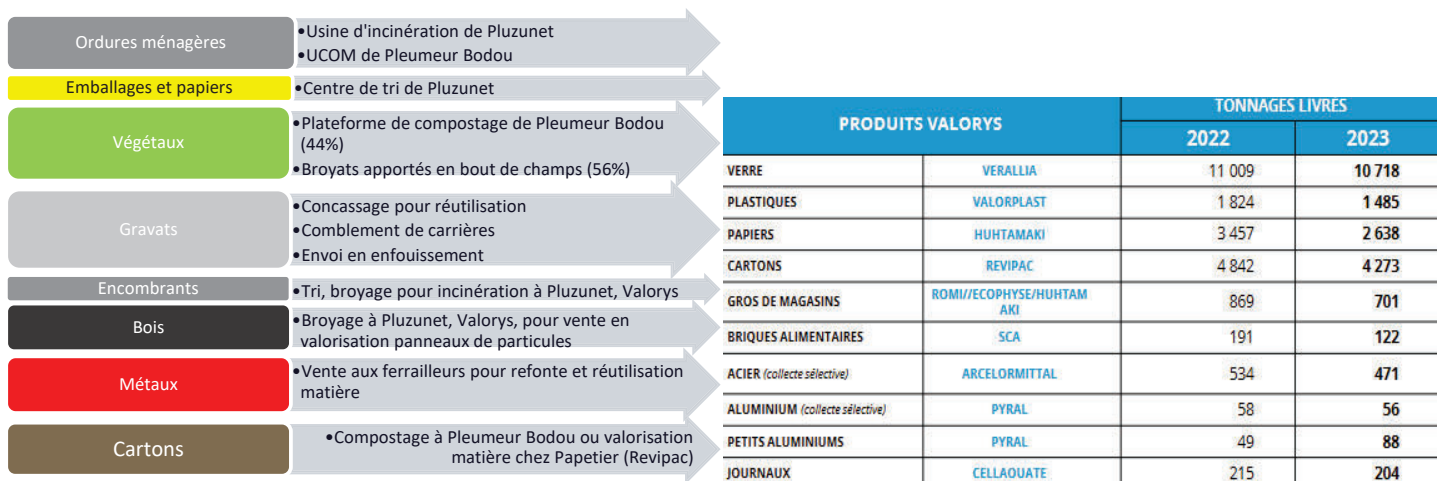 Ordures ménagères
•Usine d'incinération de Pluzunet
•UCOM de Pleumeur Bodou
Emballages et papiers
•Centre de tri de Pluzunet
Végétaux
•Plateforme de compostage de Pleumeur Bodou
(44%)
•Broyats apportés en bout de champs (56%)
Gravats
•Concassage pour réutilisation
•Comblement de carrières
•Envoi en enfouissement
Encombrants
•Tri, broyage pour incinération à Pluzunet, Valorys
Bois
•Broyage à Pluzunet, Valorys, pour vente en
valorisation panneaux de particules
Métaux
•Vente aux ferrailleurs pour refonte et réutilisation
matière
Cartons
•Compostage à Pleumeur Bodou ou valorisation
matière chez Papetier (Revipac)
PRODUITS VALORYS
TONNAGES LIVRÉS
2022 2023
VERRE VERALLIA 11 009 10 718
PLASTIQUES VALORPLAST 1 824 1 485
PAPIERS HUHTAMAKI 3 457 2 638
CARTONS REVIPAC 4 842 4 273
GROS DE MAGASINS ROMI//ECOPHYSE/HUHTAM
AKI 869 701
BRIQUES ALIMENTAIRES SCA 191 122
ACIER (collecte sélective) ARCELORMITTAL 534 471
ALUMINIUM (collecte sélective) PYRAL 58 56
PETITS ALUMINIUMS PYRAL 49 88
JOURNAUX CELLAOUATE 215 204